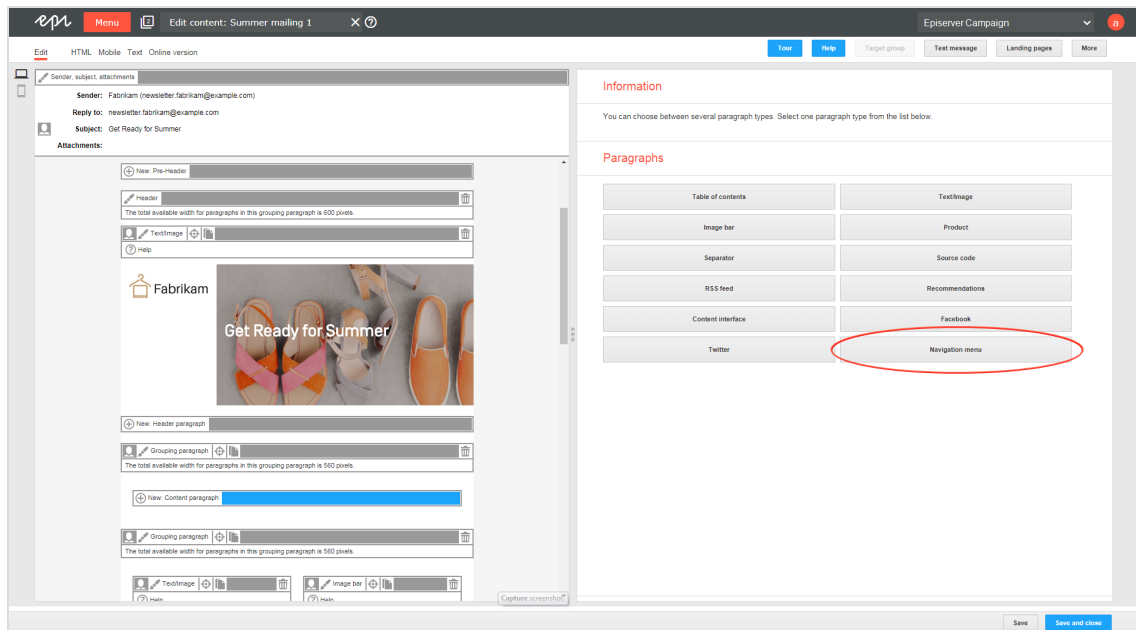 epi Menu 2 Edit content: Summer mailing 1 Episerver Campaign a
Edit HTML Mobile Text Online version Tour Help Target group Test message Landing pages More
Sender, subject, attachments
Sender: Fabrikam (newsletter.fabrikam@example.com)
Reply to: newsletter.fabrikam@example.com
Subject: Get Ready for Summer
Attachments:
New: Pre-Header
Header
The total available width for paragraphs in this grouping paragraph is 600 pixels.
Text/Image
Help
Fabrikam
Get Ready for Summer
New: Header paragraph
Grouping paragraph
The total available width for paragraphs in this grouping paragraph is 560 pixels.
New: Content paragraph
Grouping paragraph
The total available width for paragraphs in this grouping paragraph is 560 pixels.
Text/Image Image bar
Help Help
Capture screenshot
Information
You can choose between several paragraph types. Select one paragraph type from the list below.
Paragraphs
Table of contents Text/Image
Image bar Product
Separator Source code
RSS feed Recommendations
Content interface Facebook
Twitter Navigation menu
Save Save and close